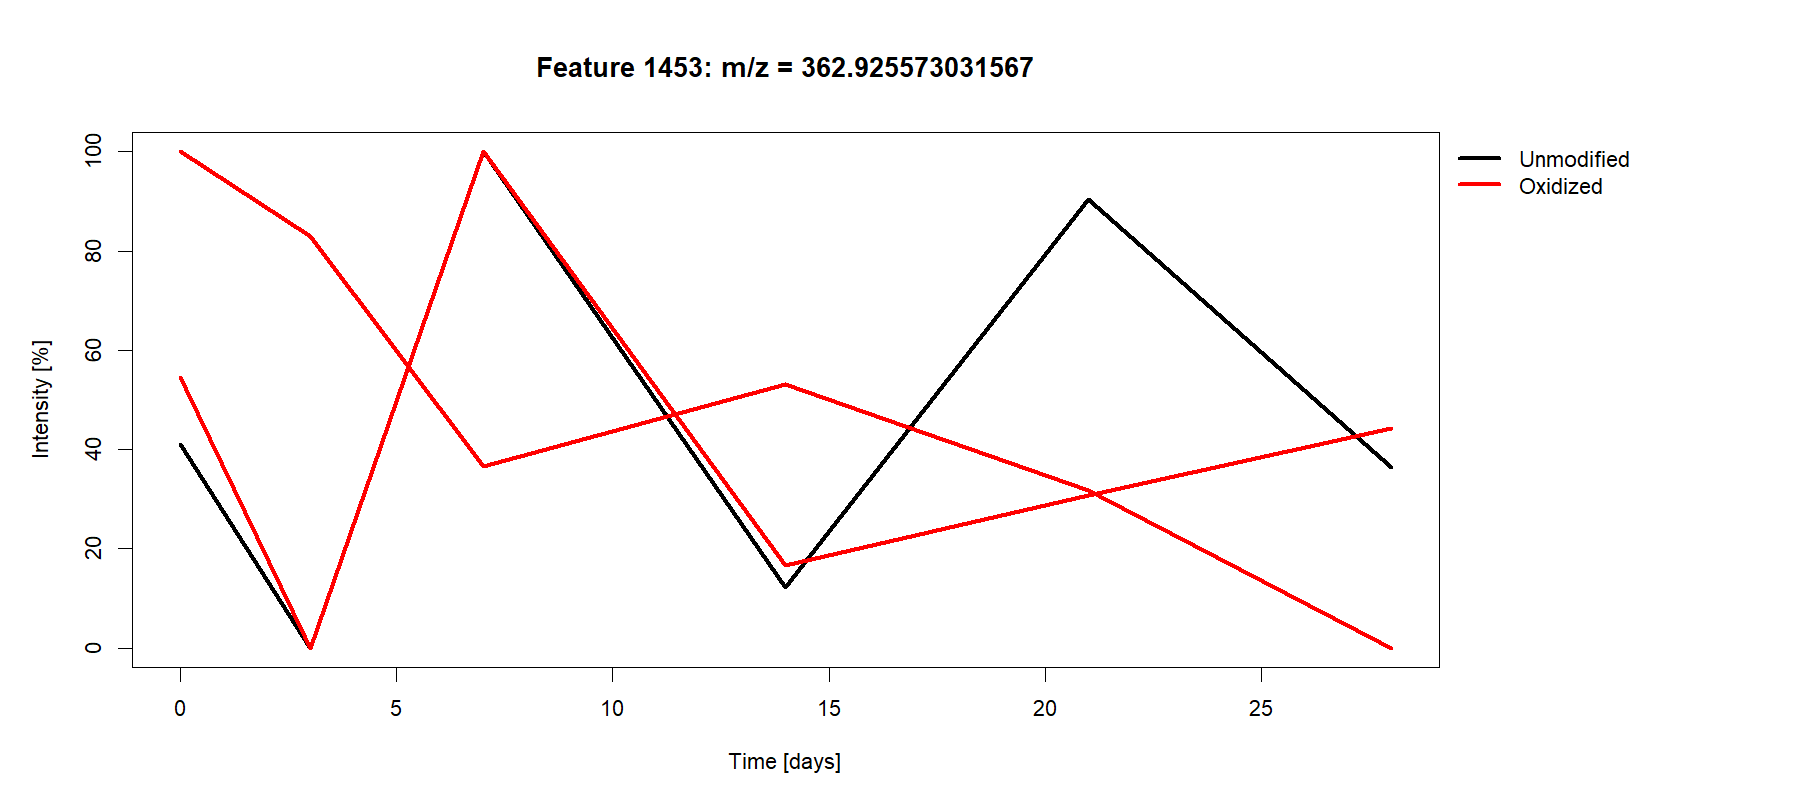 Feature 1453: m/z = 362.925573031567
Unmodified
Oxidized
Intensity [%]
100
80
60
40
20
0
0 5 10 15 20 25
Time [days]